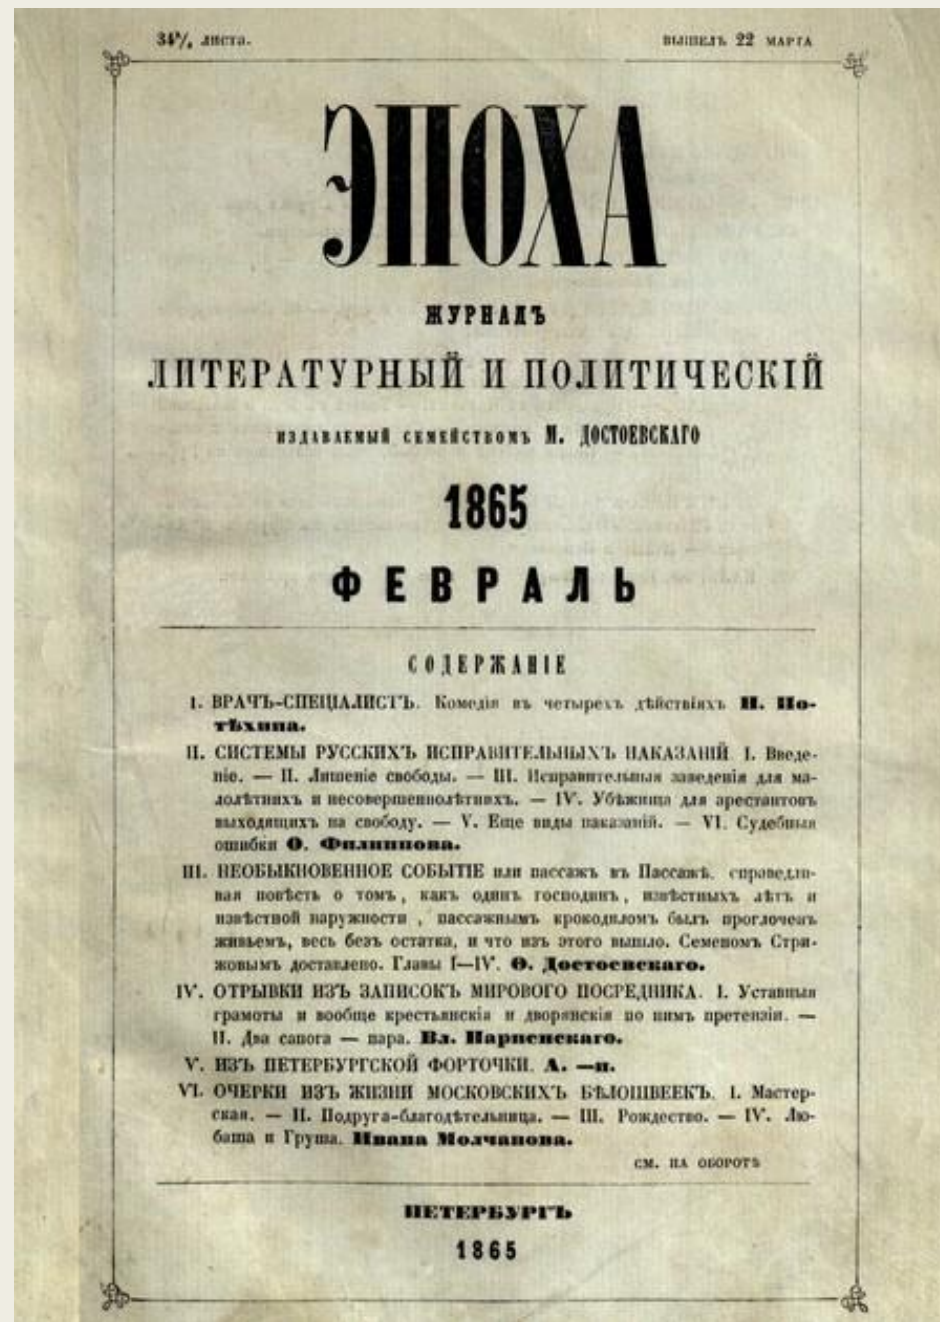 листа.
ВЫШЕЛЪ 22 МАРТА
ЭПОХА
ЖУРНАЛЪ
ЛИТЕРАТУРНЫЙ И ПОЛИТИЧЕСКІЙ
ИЗДАВАЕМЫЙ СЕМЕЙСТВОМЪ М. ДОСТОЕВСКАГО
1865
ФЕВРАЛЬ
СОДЕРЖАНІЕ
I. ВРАЧЪ-СПЕЦІАЛИСТЪ. Комедія въ четырехъ дѣйствіяхъ Н. По-
тѣхина.
II. СИСТЕМЫ РУССКИХЪ ИСПРАВИТЕЛЬНЫХЪ НАКАЗАНІЙ. I. Введе-
ніе. — II. Лишеніе свободы. — III. Исправительныя заведенія для ма-
лолѣтнихъ и несовершеннолѣтнихъ. — IV. Убѣжища для арестантовъ
выходящихъ на свободу. — V. Еще виды наказаній. — VI. Судебныя
ошибки Ѳ. Филиппова.
III. НЕОБЫКНОВЕННОЕ СОБЫТІЕ или пассажъ въ Пассажѣ. справедли-
вая повѣсть о томъ, какъ одинъ господинъ, извѣстныхъ лѣтъ и
извѣстной наружности, пассажнымъ крокодиломъ былъ проглоченъ
живьемъ, весь безъ остатка, и что изъ этого вышло. Семеномъ Стри-
жовымъ доставлено. Главы I—IV. Ѳ. Достоевскаго.
IV. ОТРЫВКИ ИЗЪ ЗАПИСОКЪ МИРОВОГО ПОСРЕДНИКА. I. Уставныя
грамоты и вообще крестьянскія и дворянскія по нимъ претензіи. —
II. Два сапога — пара. Вл. Парнсискаго.
V. ИЗЪ ПЕТЕРБУРГСКОЙ ФОРТОЧКИ. А. —н.
VI. ОЧЕРКИ ИЗЪ ЖИЗНИ МОСКОВСКИХЪ БѢЛОШВЕЕКЪ. I. Мастер-
ская. — II. Подруга-благодѣтельница. — III. Рождество. — IV. Лю-
баша и Груша. Ивана Молчанова.
СМ. НА ОБОРОТѢ
ПЕТЕРБУРГЪ
1865